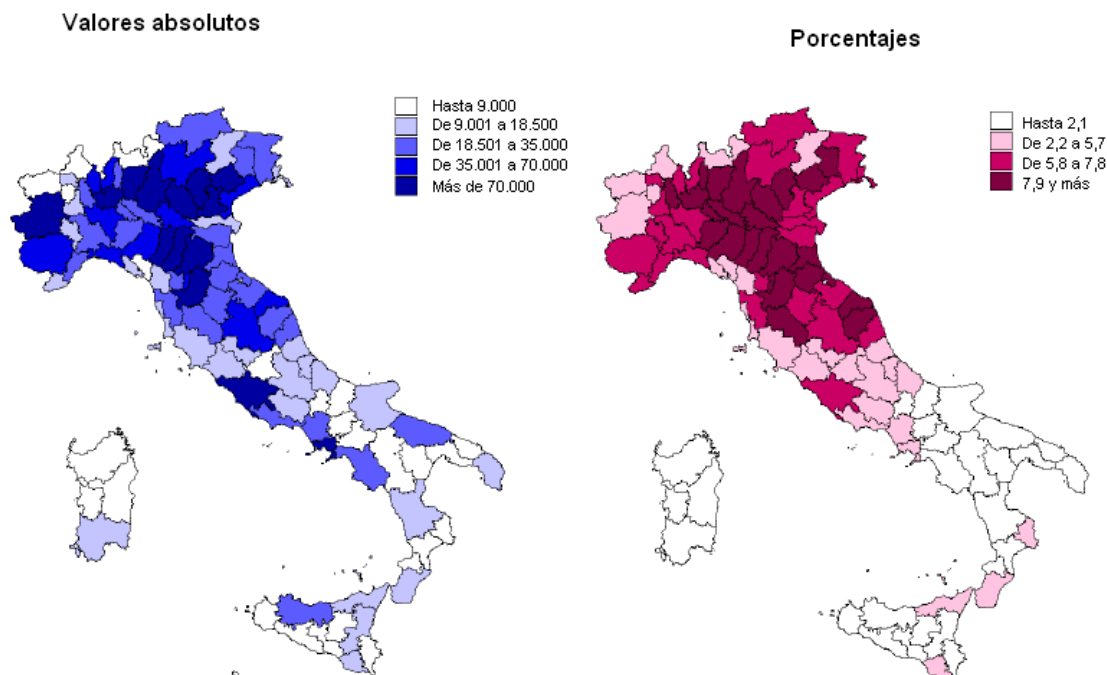 Valores absolutos
Hasta 9.000
De 9.001 a 18.500
De 18.501 a 35.000
De 35.001 a 70.000
Más de 70.000
Porcentajes
Hasta 2,1
De 2,2 a 5,7
De 5,8 a 7,8
7,9 y más